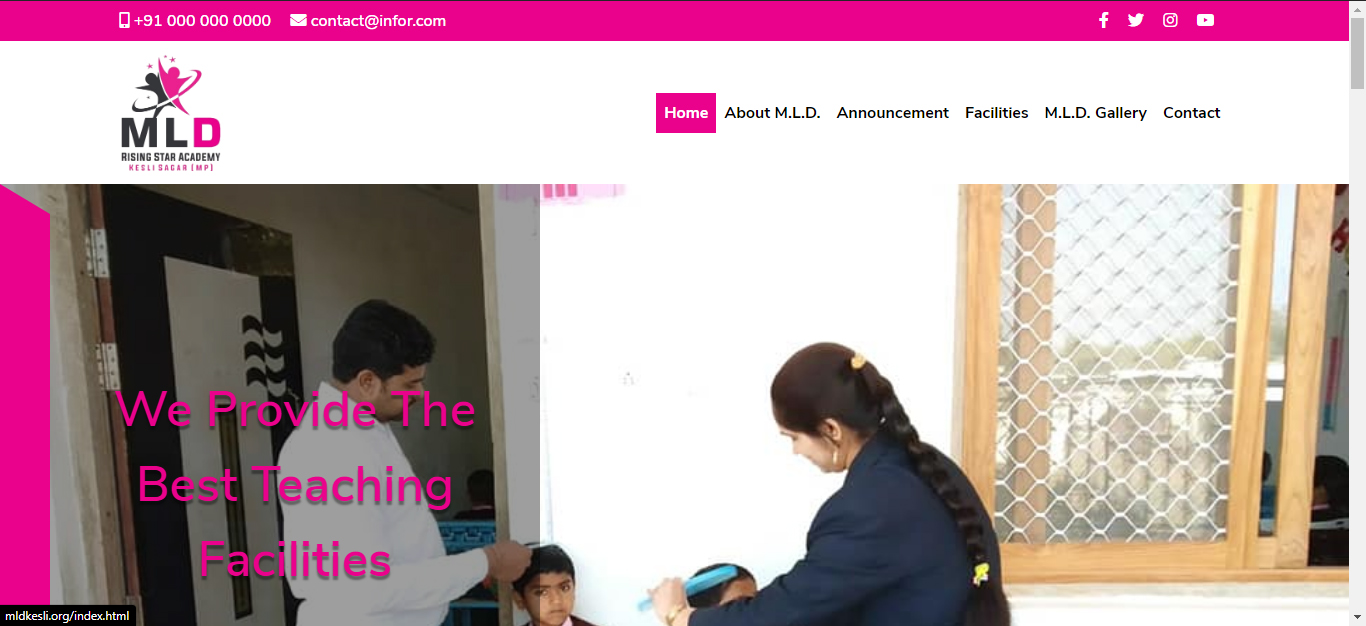 +91 000 000 0000 contact@infor.com
MLD
RISING STAR ACADEMY
KESLI SAGAR (MP)
Home About M.L.D. Announcement Facilities M.L.D. Gallery Contact
We Provide The
Best Teaching
Facilities
mldkesli.org/index.html